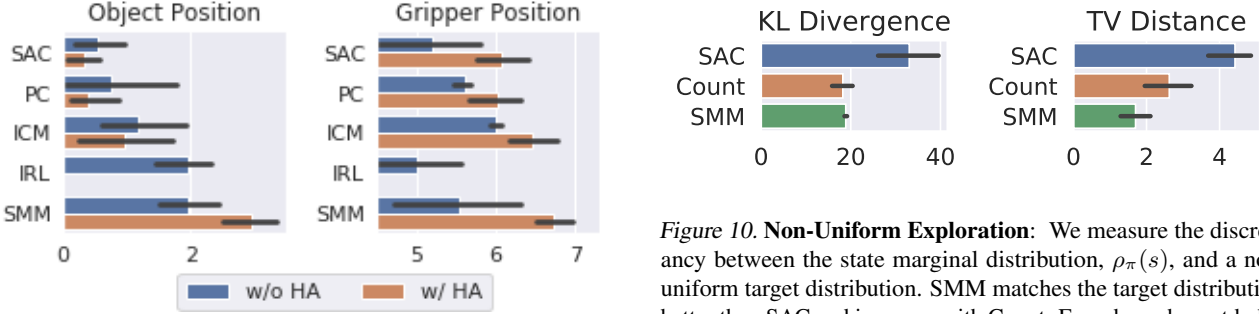 Object Position
SAC
PC
ICM
IRL
SMM
0 2
Gripper Position
SAC
PC
ICM
IRL
SMM
5 6 7
w/o HA w/ HA
KL Divergence
SAC
Count
SMM
0 20 40
TV Distance
SAC
Count
SMM
0 2 4
Figure 10. Non-Uniform Exploration: We measure the discre
ancy between the state marginal distribution, ρπ(s), and a no
uniform target distribution. SMM matches the target distributi